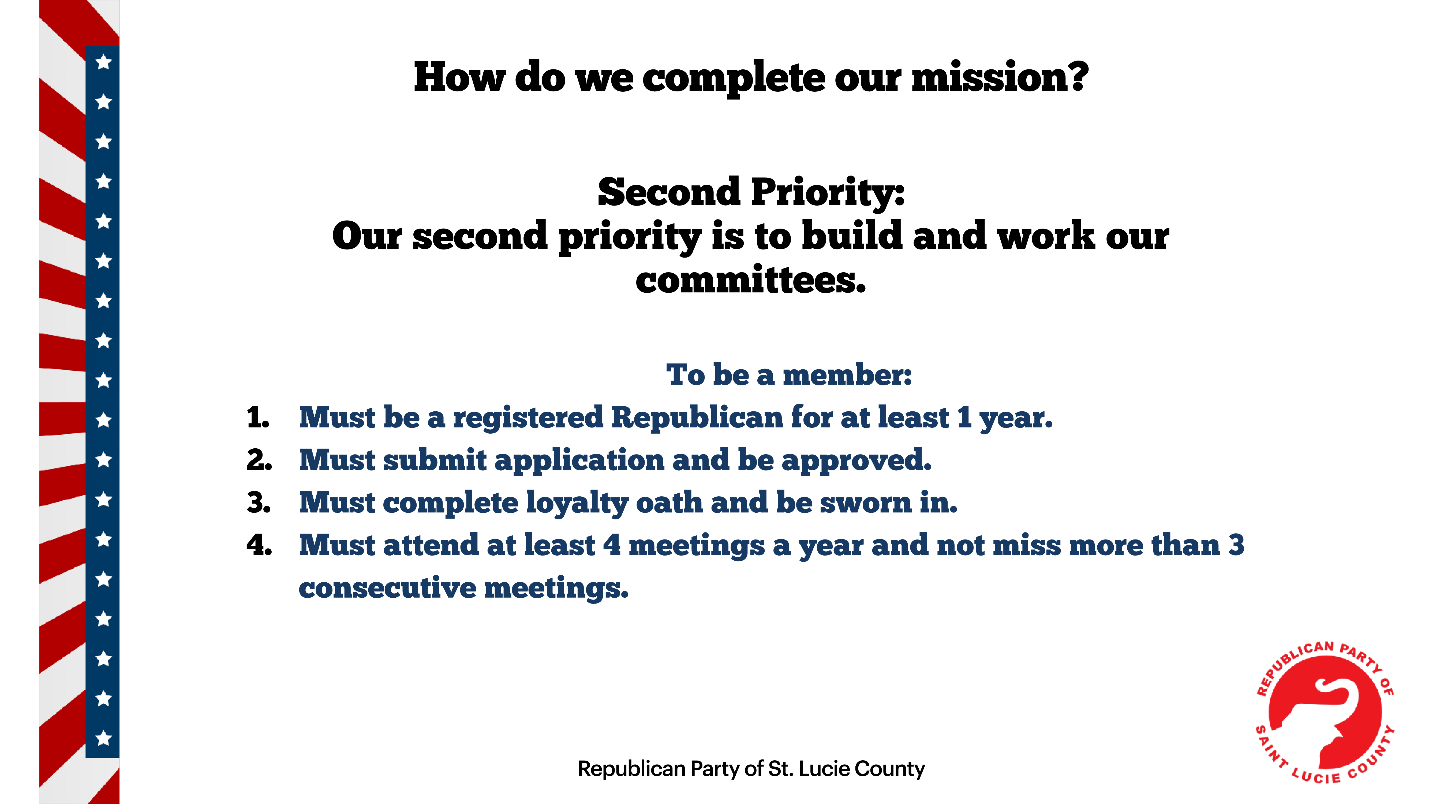 How do we complete our mission?
Second Priority:
Our second priority is to build and work our
committees.
To be a member:
1. Must be a registered Republican for at least 1 year.
2. Must submit application and be approved.
3. Must complete loyalty oath and be sworn in.
4. Must attend at least 4 meetings a year and not miss more than 3
consecutive meetings.
REPUBLICAN PARTY OF
SAINT LUCIE COUNTY
Republican Party of St. Lucie County